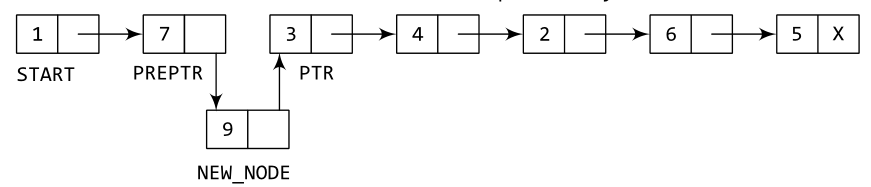 1 7 3 4 2 6 5 X
START PREPTR PTR
9
NEW_NODE